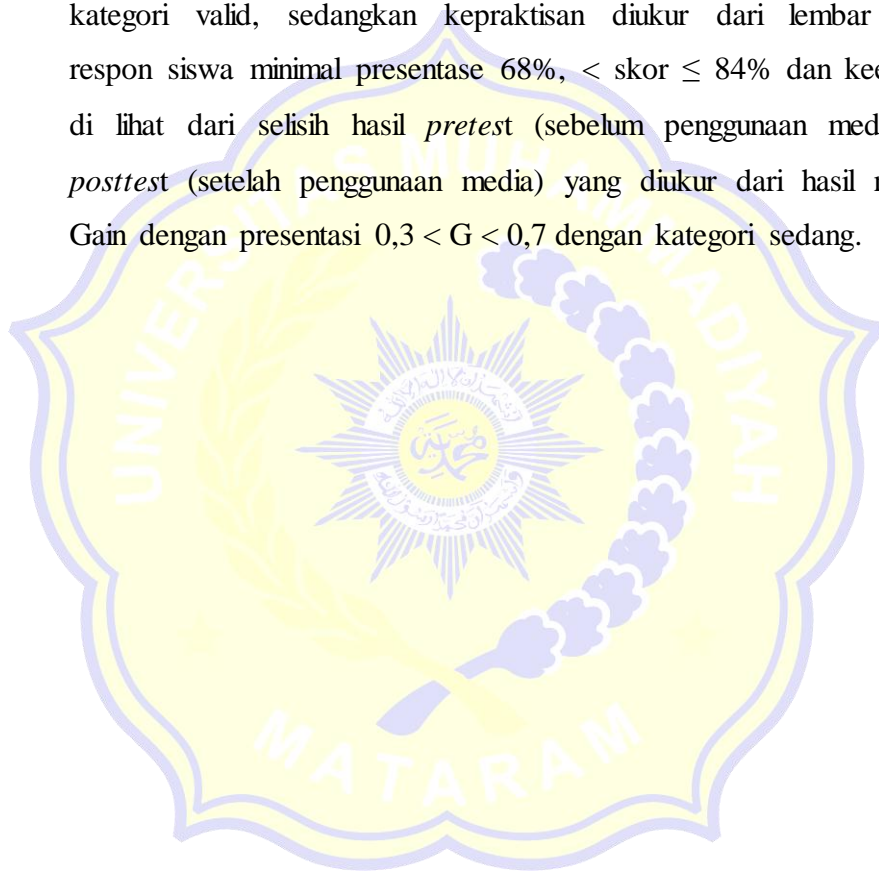 kategori valid, sedangkan kepraktisan diukur dari lembar
respon siswa minimal presentase 68%, < skor ≤ 84% dan
di lihat dari selisih hasil pretest (sebelum penggunaan
posttest (setelah penggunaan media) yang diukur dari hasil
Gain dengan presentasi 0,3 < G < 0,7 dengan kategori sedang.
UNIVERSITAS MUHAMMADIYAH
MATARAM